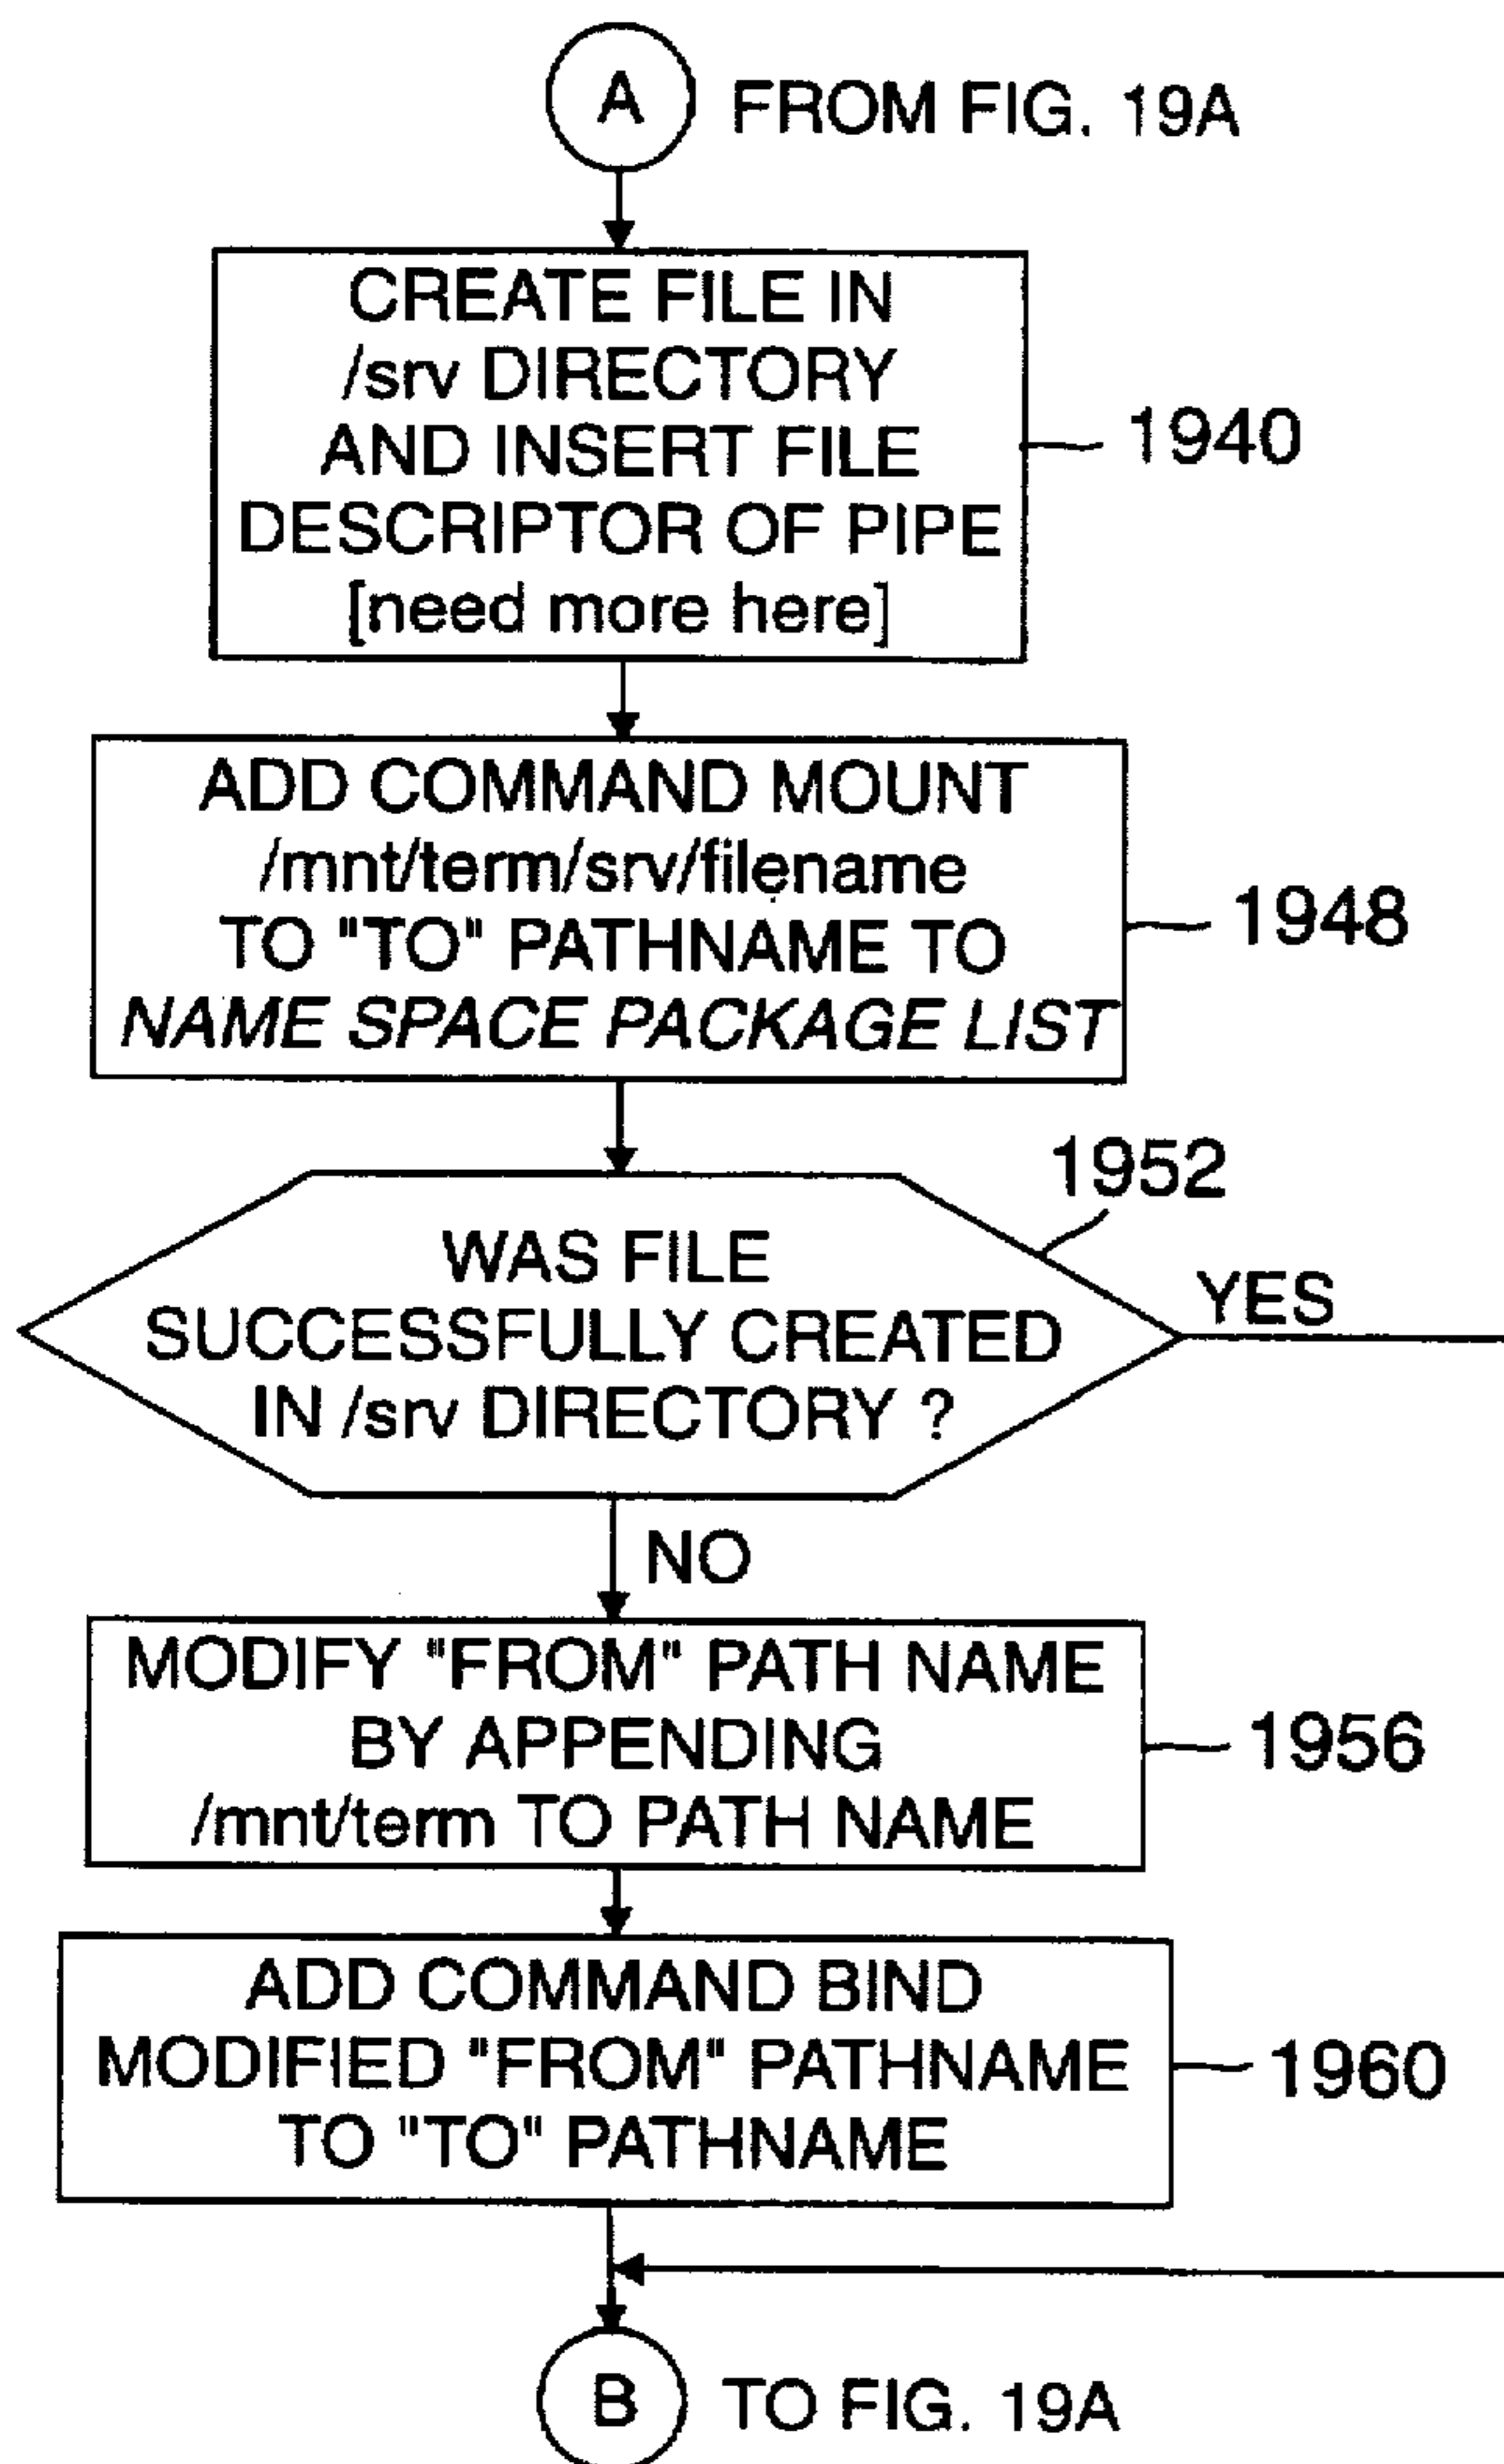 A FROM FIG. 19A
CREATE FILE IN
/srv DIRECTORY
AND INSERT FILE
DESCRIPTOR OF PIPE
[need more here]
1940
ADD COMMAND MOUNT
/mnt/term/srv/filename
TO "TO" PATHNAME TO
NAME SPACE PACKAGE LIST
1948
1952
WAS FILE
SUCCESSFULLY CREATED
IN /srv DIRECTORY ?
YES
NO
MODIFY "FROM" PATH NAME
BY APPENDING
/mnt/term TO PATH NAME
1956
ADD COMMAND BIND
MODIFIED "FROM" PATHNAME
TO "TO" PATHNAME
1960
B TO FIG. 19A